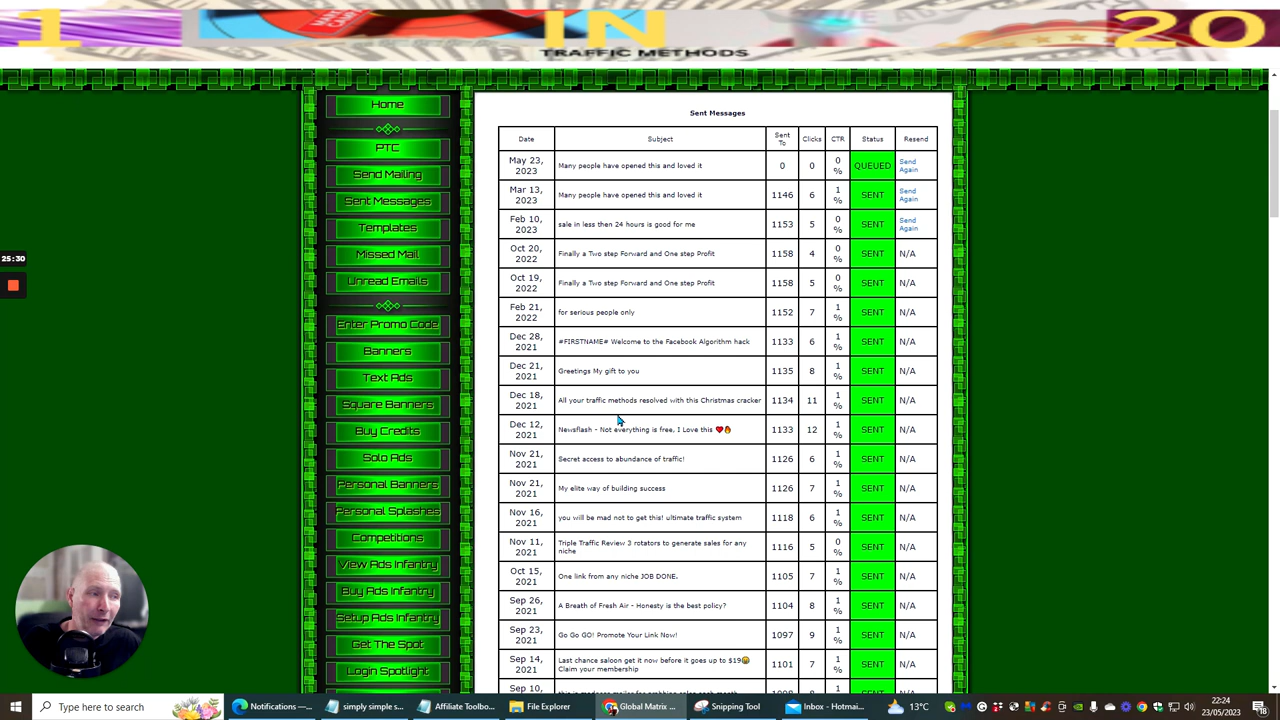 1 IN 20
TRAFFIC METHODS
25:30
Home
PTC
Send Mailing
Sent Messages
Templates
Missed Mail
Unread Emails
Enter Promo Code
Banners
Text Ads
Square Banners
Buy Credits
Solo Ads
Personal Banners
Personal Splashes
Competitions
View Ads Infantry
Buy Ads Infantry
Setup Ads Infantry
Get The Spot
Login Spotlight
Sent Messages
Date Subject Sent To Clicks CTR Status Resend
May 23, 2023 Many people have opened this and loved it 0 0 0 % QUEUED Send Again
Mar 13, 2023 Many people have opened this and loved it 1146 6 1 % SENT Send Again
Feb 10, 2023 sale in less then 24 hours is good for me 1153 5 0 % SENT Send Again
Oct 20, 2022 Finally a Two step Forward and One step Profit 1158 4 0 % SENT N/A
Oct 19, 2022 Finally a Two step Forward and One step Profit 1158 5 0 % SENT N/A
Feb 21, 2022 for serious people only 1152 7 1 % SENT N/A
Dec 28, 2021 #FIRSTNAME# Welcome to the Facebook Algorithm hack 1133 6 1 % SENT N/A
Dec 21, 2021 Greetings My gift to you 1135 8 1 % SENT N/A
Dec 18, 2021 All your traffic methods resolved with this Christmas cracker 1134 11 1 % SENT N/A
Dec 12, 2021 Newsflash - Not everything is free, I Love this ❤️🔥 1133 12 1 % SENT N/A
Nov 21, 2021 Secret access to abundance of traffic! 1126 6 1 % SENT N/A
Nov 21, 2021 My elite way of building success 1126 7 1 % SENT N/A
Nov 16, 2021 you will be mad not to get this! ultimate traffic system 1118 6 1 % SENT N/A
Nov 11, 2021 Triple Traffic Review 3 rotators to generate sales for any niche 1116 5 0 % SENT N/A
Oct 15, 2021 One link from any niche JOB DONE. 1105 7 1 % SENT N/A
Sep 26, 2021 A Breath of Fresh Air - Honesty is the best policy? 1104 8 1 % SENT N/A
Sep 23, 2021 Go Go GO! Promote Your Link Now! 1097 9 1 % SENT N/A
Sep 14, 2021 Last chance saloon get it now before it goes up to $19 Claim your membership 1101 7 1 % SENT N/A
Sep 10,
Type here to search
Notifications —...
simply simple s...
Affiliate Toolbo...
File Explorer
Global Matrix ...
Snipping Tool
Inbox - Hotmai...
13°C
22:24
23/05/2023
18